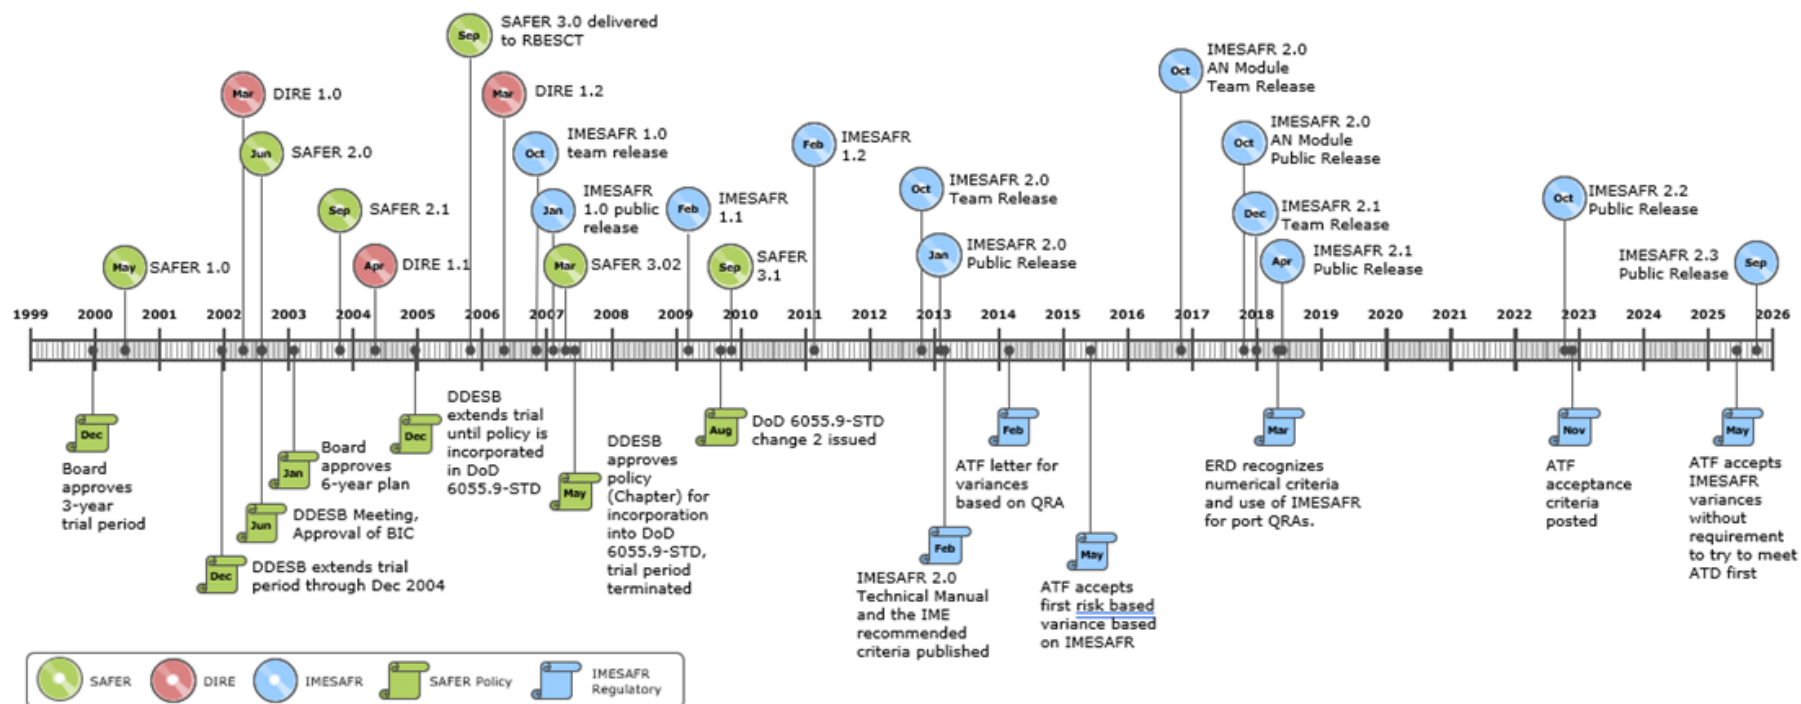 Sep
SAFER 3.0 delivered
to RBESCT
Mar
DIRE 1.0
Mar
DIRE 1.2
Oct
IMESAFR 2.0
AN Module
Team Release
Jun
SAFER 2.0
Oct
IMESAFR 1.0
team release
Feb
IMESAFR
1.2
Oct
IMESAFR 2.0
AN Module
Public Release
Sep
SAFER 2.1
Jan
IMESAFR
1.0 public
release
Feb
IMESAFR
1.1
Oct
IMESAFR 2.0
Team Release
Dec
IMESAFR 2.1
Team Release
Oct
IMESAFR 2.2
Public Release
May
SAFER 1.0
Apr
DIRE 1.1
Mar
SAFER 3.02
Sep
SAFER
3.1
Jan
IMESAFR 2.0
Public Release
Apr
IMESAFR 2.1
Public Release
IMESAFR 2.3
Public Release
Sep
1999 2000 2001 2002 2003 2004 2005 2006 2007 2008 2009 2010 2011 2012 2013 2014 2015 2016 2017 2018 2019 2020 2021 2022 2023 2024 2025 2026
Dec
Board
approves
3-year
trial period
Dec
DDESB extends trial
period through Dec 2004
Jun
DDESB Meeting,
Approval of BIC
Jan
Board
approves
6-year plan
Dec
DDESB
extends trial
until policy is
incorporated
in DoD
6055.9-STD
May
DDESB
approves
policy
(Chapter) for
incorporation
into DoD
6055.9-STD,
trial period
terminated
Aug
DoD 6055.9-STD
change 2 issued
Feb
IMESAFR 2.0
Technical Manual
and the IME
recommended
criteria published
Feb
ATF letter for
variances
based on QRA
May
ATF accepts
first risk based
variance based
on IMESAFR
Mar
ERD recognizes
numerical criteria
and use of IMESAFR
for port QRAs.
Nov
ATF
acceptance
criteria
posted
May
ATF accepts
IMESAFR
variances
without
requirement
to try to meet
ATD first
SAFER
DIRE
IMESAFR
SAFER Policy
IMESAFR
Regulatory